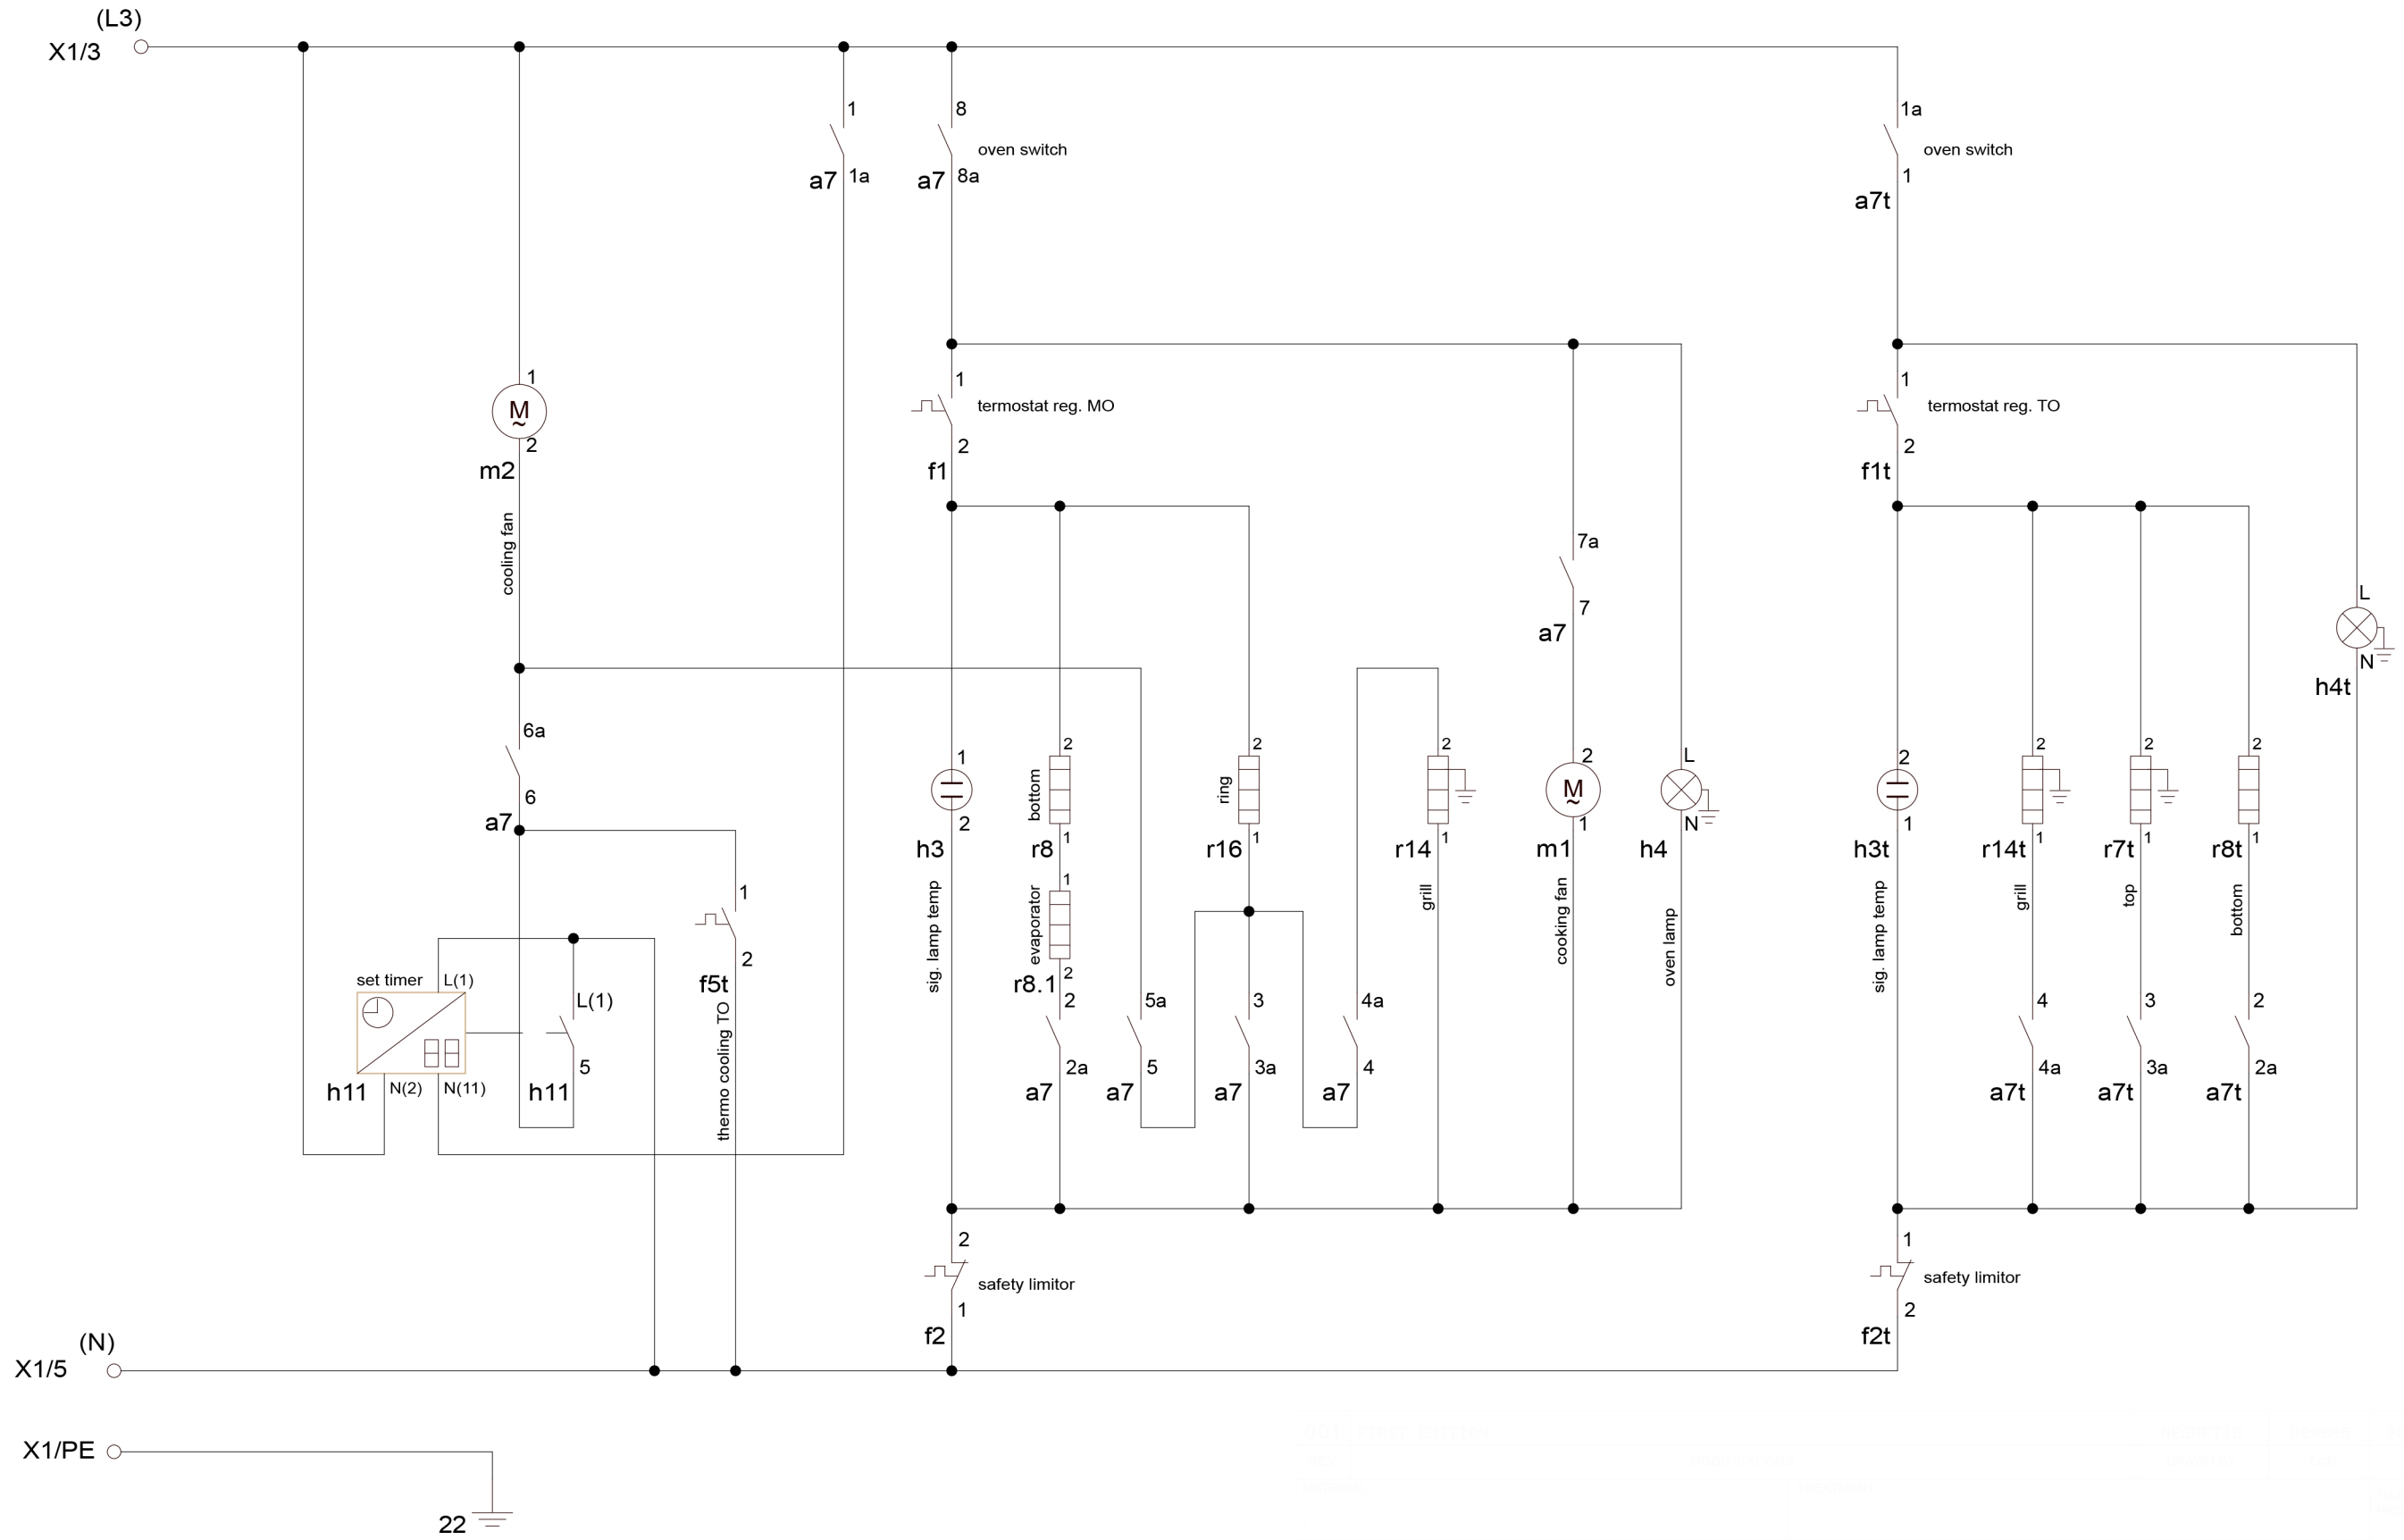 (L3)
X1/3
1
a7
1a
8
oven switch
a7
8a
1a
oven switch
1
a7t
1
M
~
2
m2
cooling fan
1
termostat reg. MO
2
f1
1
termostat reg. TO
2
f1t
7a
7
a7
L
N
h4t
6a
6
a7
1
2
h3
sig. lamp temp
2
bottom
1
r8
1
evaporator
2
r8.1
2
ring
1
r16
2
r14
grill
2
M
~
1
m1
cooking fan
L
N
h4
oven lamp
2
1
h3t
sig. lamp temp
2
1
r14t
grill
2
1
r7t
top
2
1
r8t
bottom
1
2
f5t
thermo cooling TO
set timer
L(1)
h11
N(2)
N(11)
L(1)
5
h11
2
2a
a7
5a
5
a7
3
3a
a7
4a
4
a7
4
4a
a7t
3
3a
a7t
2
2a
a7t
2
safety limitor
1
f2
1
safety limitor
2
f2t
(N)
X1/5
X1/PE
22